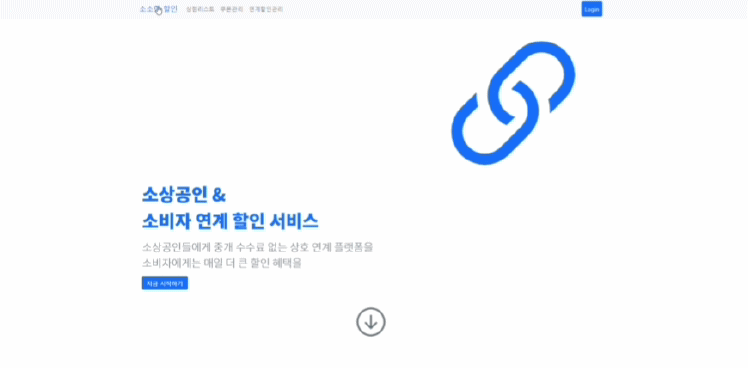 소소한 할인 상점리스트 쿠폰관리 연계할인관리 Login
소상공인 &
소비자 연계 할인 서비스
소상공인들에게 중개 수수료 없는 상호 연계 플랫폼을
소비자에게는 매일 더 큰 할인 혜택을
지금 시작하기